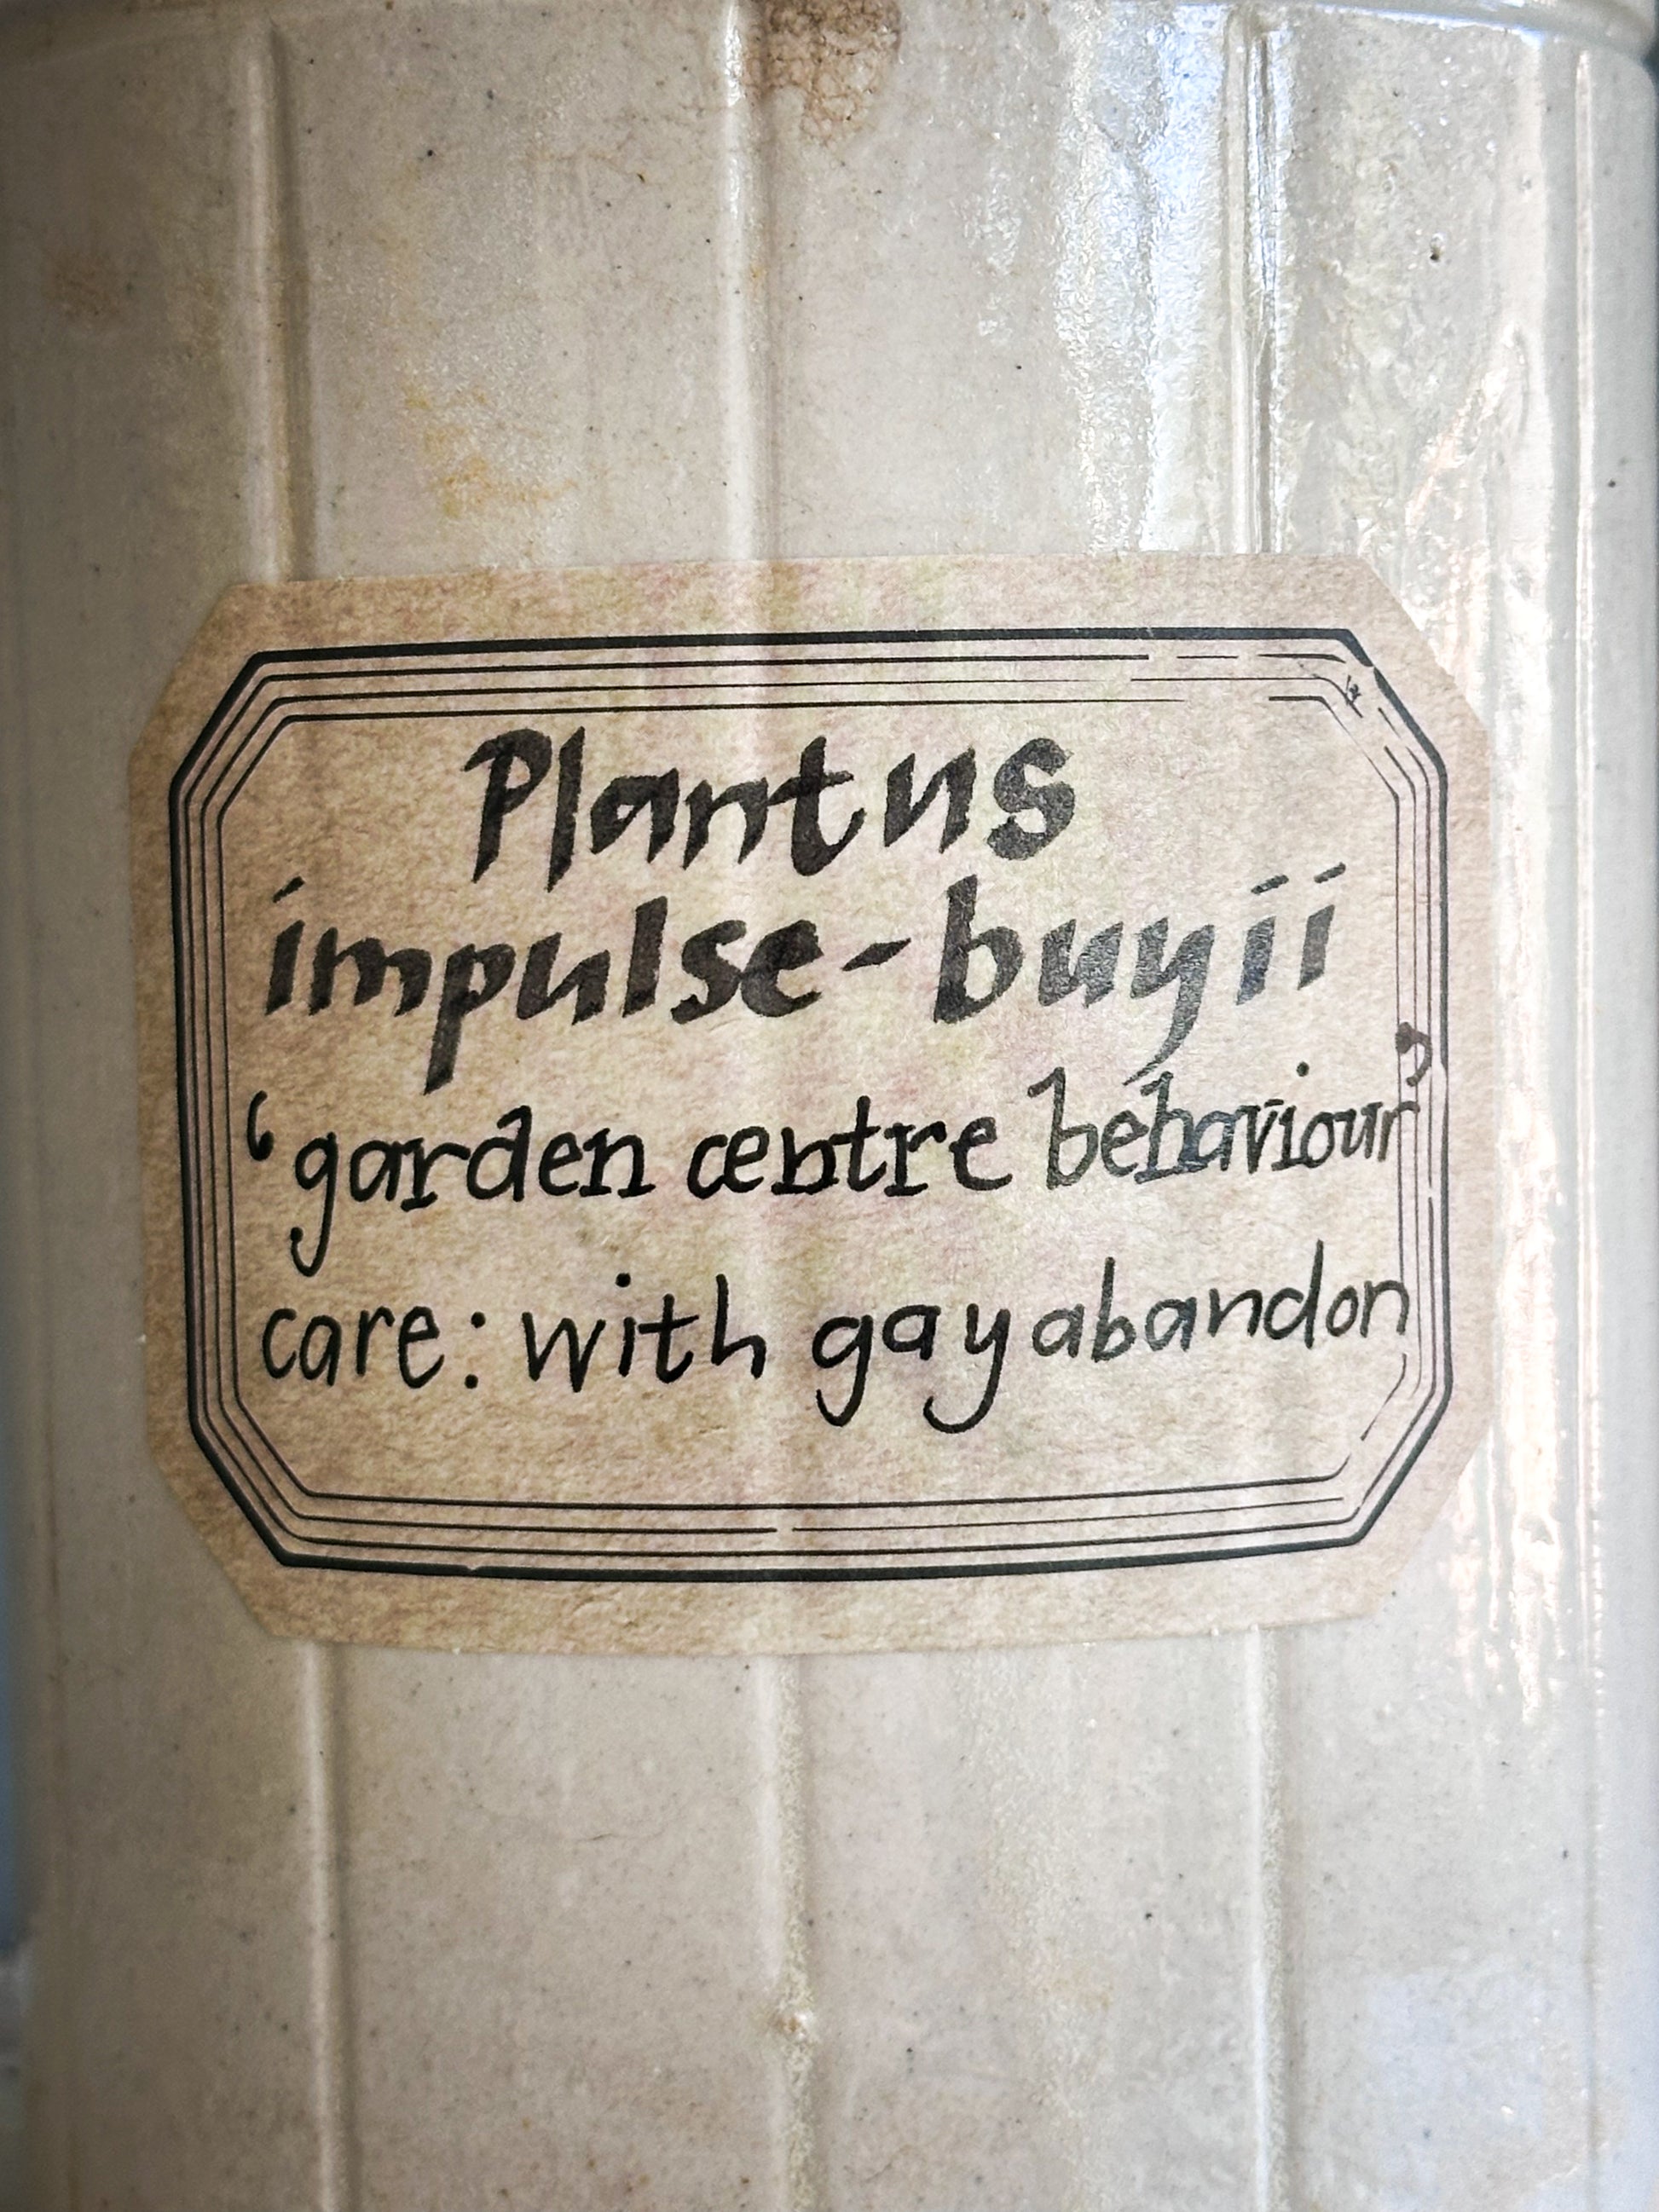 Plantus
impulse-buyii
‘garden centre behaviour’
care: with gay abandon